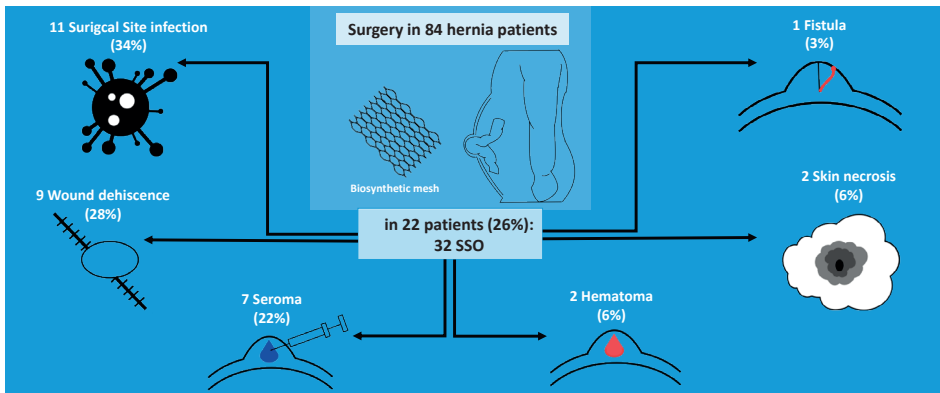 Surgery in 84 hernia patients
Biosynthetic mesh
in 22 patients (26%):
32 SSO
11 Surigcal Site infection
(34%)
9 Wound dehiscence
(28%)
7 Seroma
(22%)
2 Hematoma
(6%)
2 Skin necrosis
(6%)
1 Fistula
(3%)